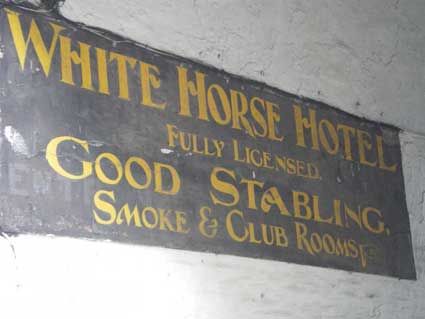 WHITE HORSE HOTEL
FULLY LICENSED.
GOOD STABLING,
SMOKE & CLUB ROOMS